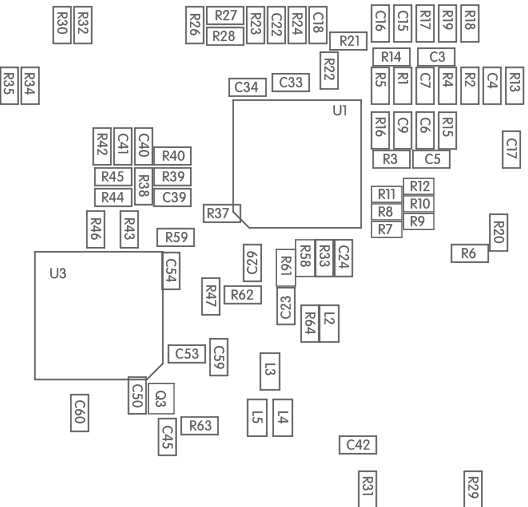 R30 R32 R26 R27 R28 R23 C22 R24 C18 R21 C16 C15 R17 R19 R18
R22 R14 C3
R35 R34 C34 C33 R5 R1 C7 R4 R2 C4 R13
U1
R42 C41 C40 R40 R16 C9 C6 R15 C17
R3 C5
R45 R38 R39
R44 C39 R11 R12
R37 R8 R10
R46 R43 R7 R9 R20
R59 R6
U3 C54 C29 R61 R58 R33 C24
R47 R62 C23
R64 L2
C53 C59 L3
C60 C50 Q3 L5 L4
C45 R63
C42
R31 R29